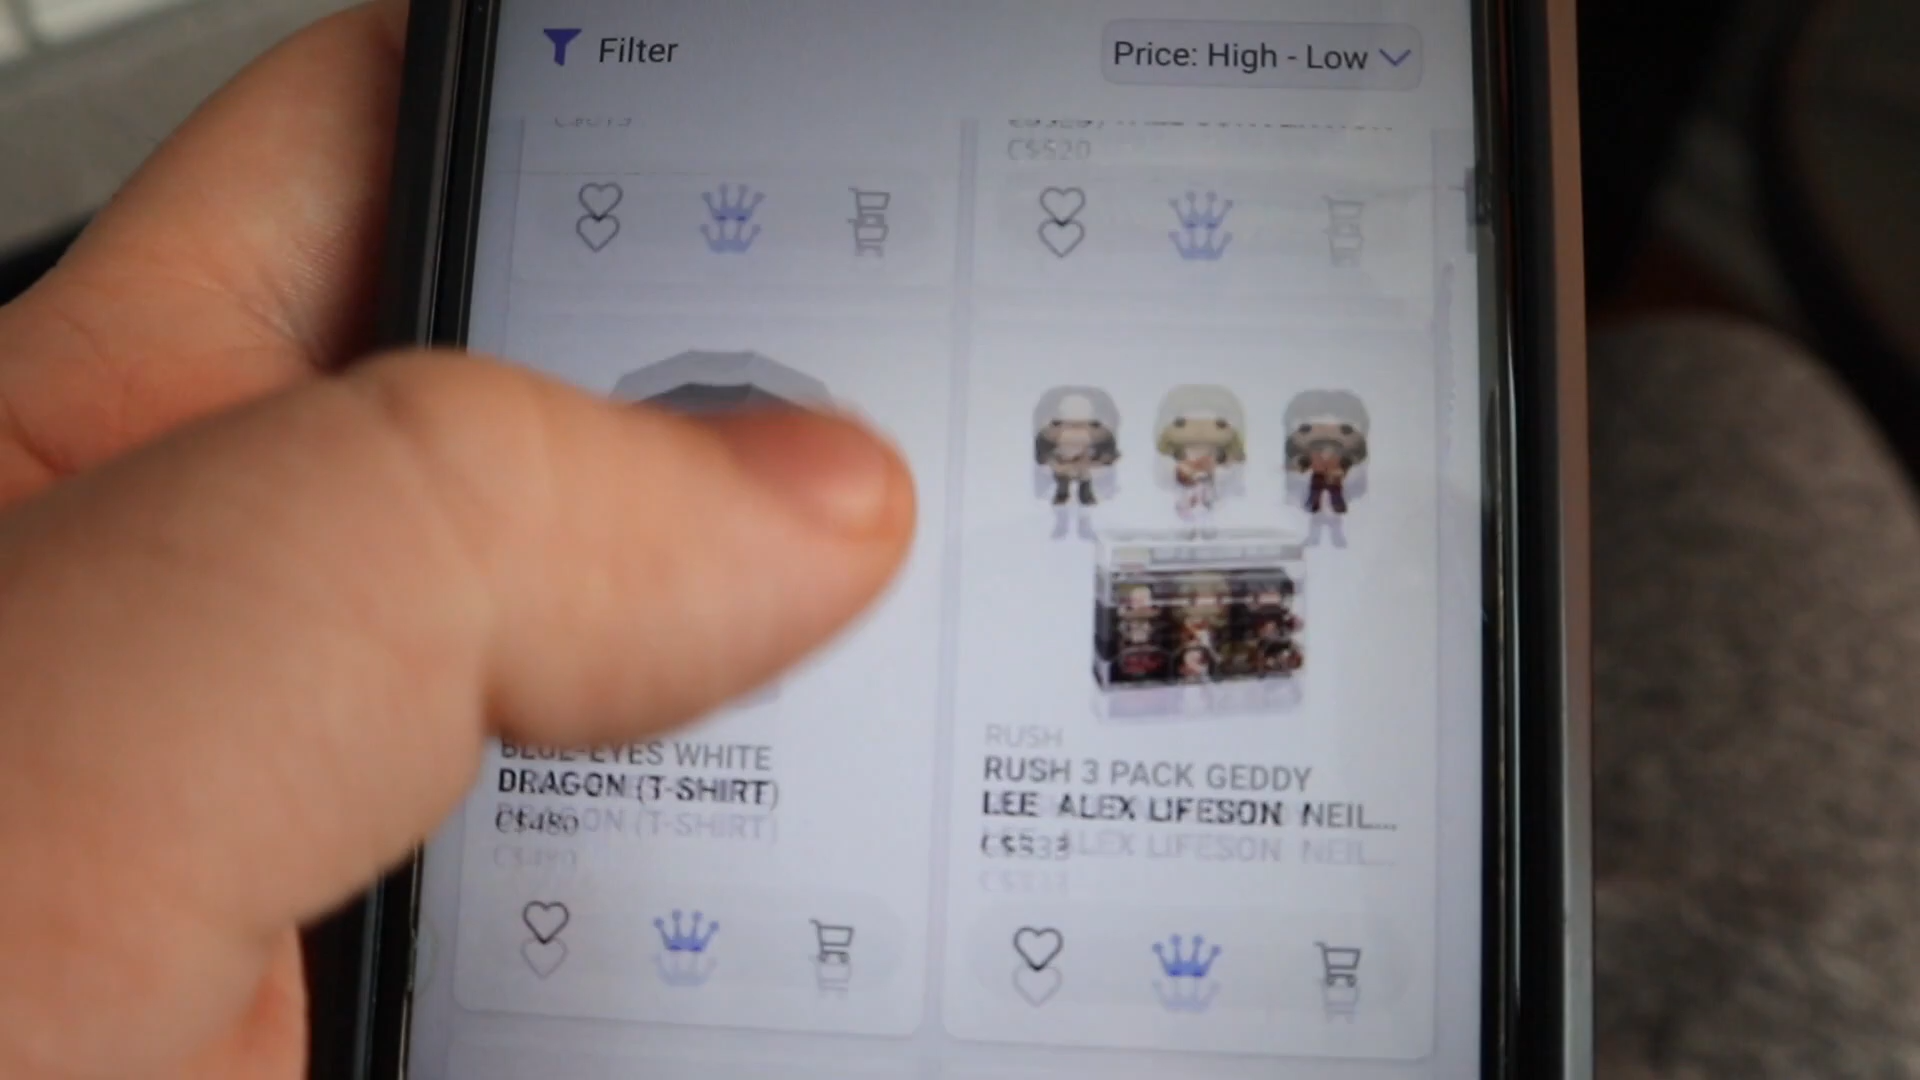 Filter
Price: High - Low
C$520
BLUE-EYES WHITE
DRAGON (T-SHIRT)
C$480
RUSH
RUSH 3 PACK GEDDY
LEE ALEX LIFESON NEIL...